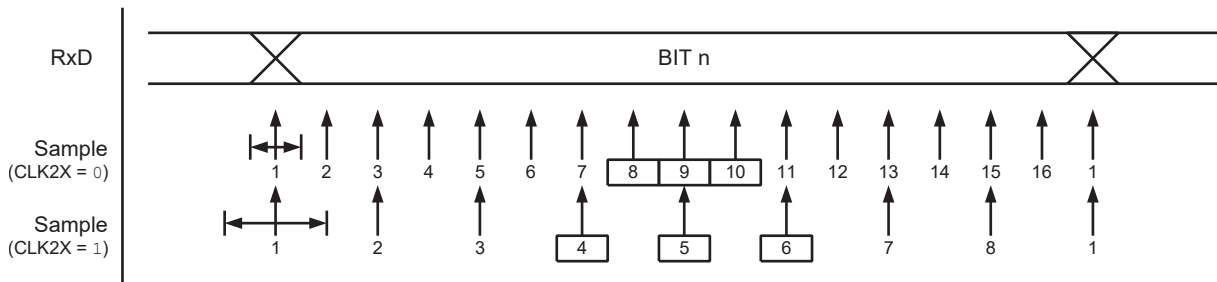 RxD BIT n
Sample
(CLK2X = 0)
1 2 3 4 5 6 7 8 9 10 11 12 13 14 15 16 1
Sample
(CLK2X = 1)
1 2 3 4 5 6 7 8 1